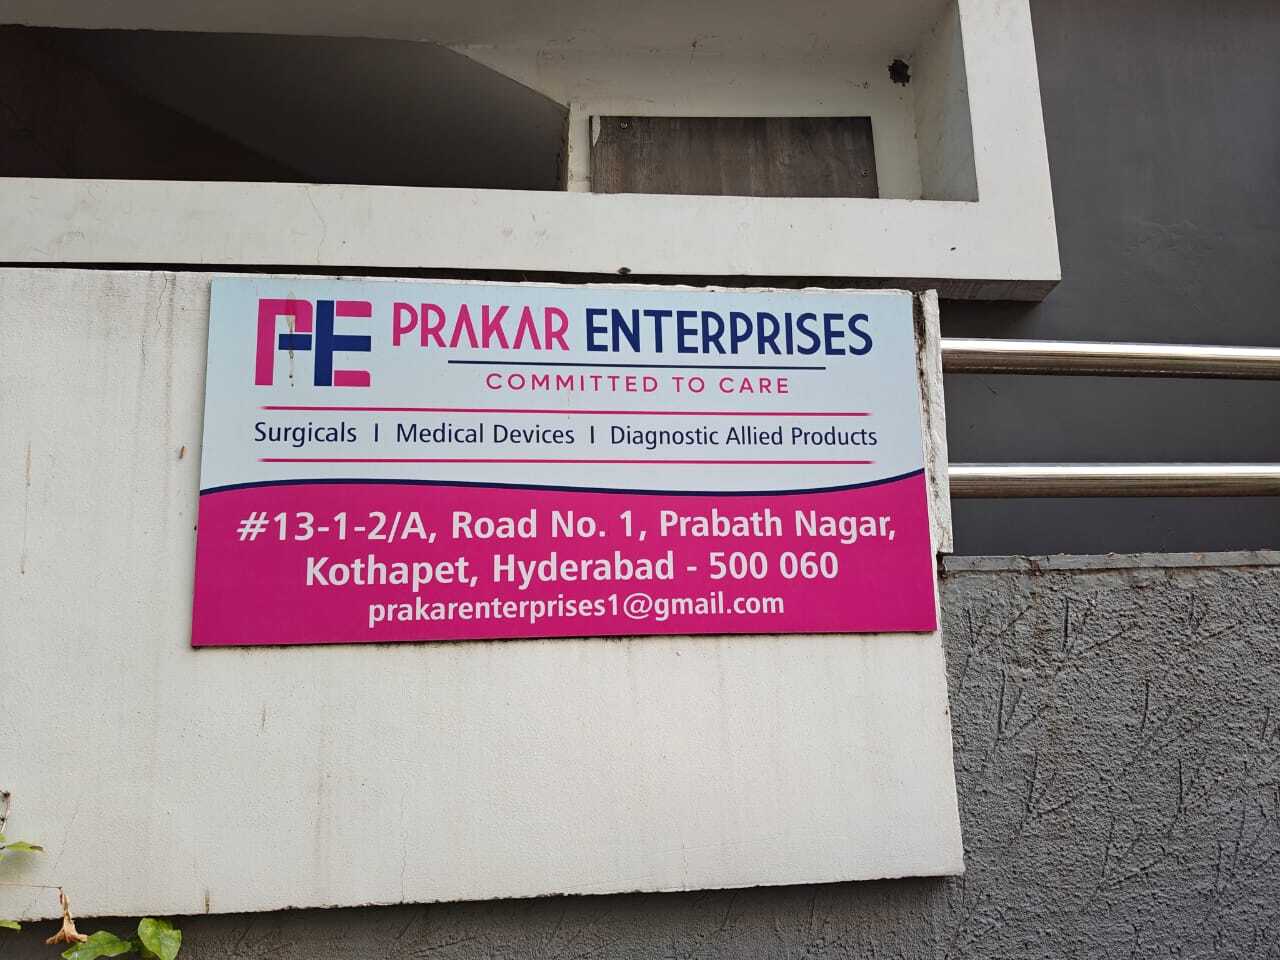 PE PRAKAR ENTERPRISES
COMMITTED TO CARE
Surgicals | Medical Devices | Diagnostic Allied Products
#13-1-2/A, Road No. 1, Prabath Nagar,
Kothapet, Hyderabad - 500 060
prakarenterprises1@gmail.com